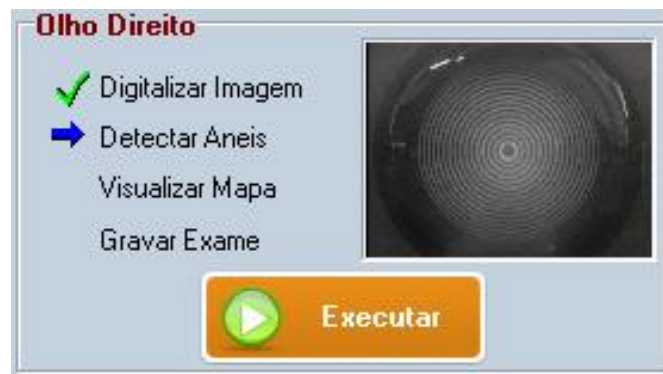 Olho Direito
Digitalizar Imagem
Detectar Aneis
Visualizar Mapa
Gravar Exame
Executar